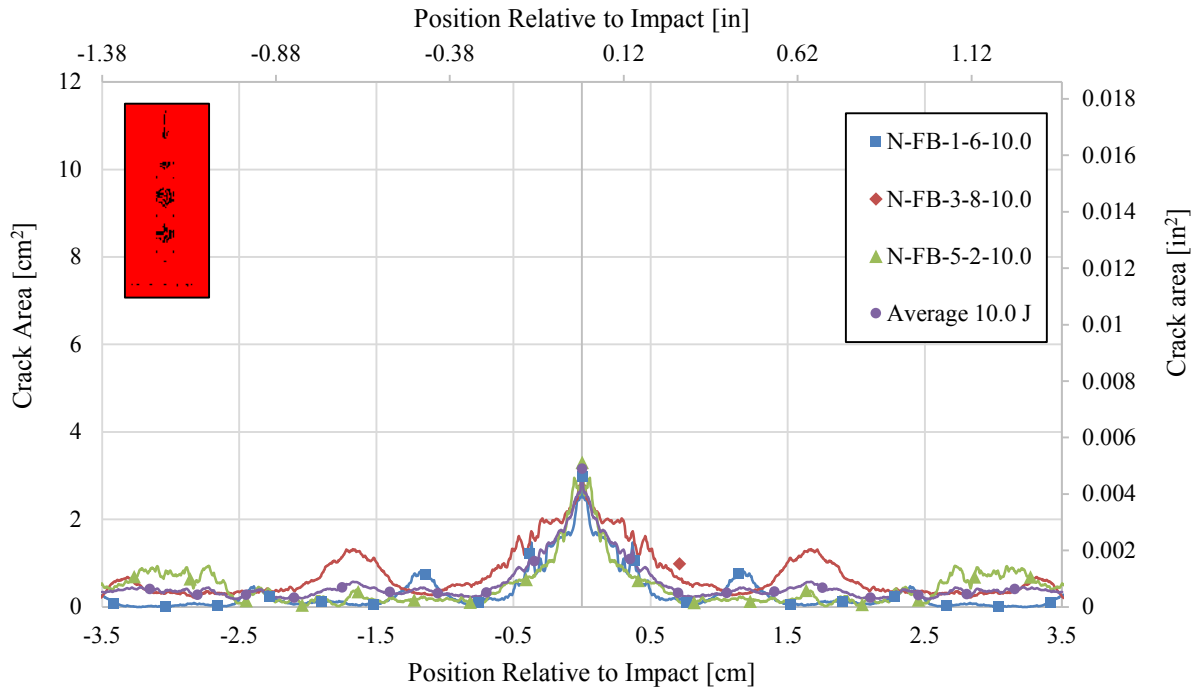 Position Relative to Impact [in]
-1.38 -0.88 -0.38 0.12 0.62 1.12
12
10
8
6
4
2
0
Crack Area [cm²]
N-FB-1-6-10.0
N-FB-3-8-10.0
N-FB-5-2-10.0
Average 10.0 J
0.018
0.016
0.014
0.012
0.01
0.008
0.006
0.004
0.002
0
Crack area [in²]
-3.5 -2.5 -1.5 -0.5 0.5 1.5 2.5 3.5
Position Relative to Impact [cm]